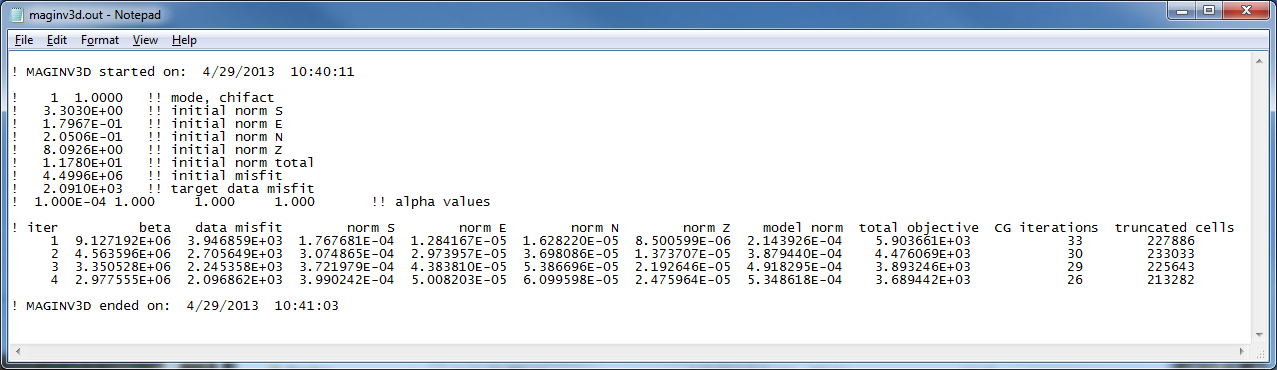 maginv3d.out - Notepad
File Edit Format View Help
! MAGINV3D started on:  4/29/2013  10:40:11
!    1  1.0000   !! mode, chifact
!   3.3030E+00   !! initial norm S
!   1.7967E-01   !! initial norm E
!   2.0506E-01   !! initial norm N
!   8.0926E+00   !! initial norm Z
!   1.1780E+01   !! initial norm total
!   4.4996E+06   !! initial misfit
!   2.0910E+03   !! target data misfit
!  1.000E-04 1.000     1.000     1.000       !! alpha values
! iter          beta   data misfit        norm S        norm E        norm N        norm Z    model norm  total objective   CG iterations  truncated cells
1  9.127192E+06  3.946859E+03  1.767681E-04  1.284167E-05  1.628220E-05  8.500599E-06  2.143926E-04    5.903661E+03            33        227886
2  4.563596E+06  2.705649E+03  3.074865E-04  2.973957E-05  3.698086E-05  1.373707E-05  3.879440E-04    4.476069E+03            30        233033
3  3.350528E+06  2.245358E+03  3.721979E-04  4.383810E-05  5.386696E-05  2.192646E-05  4.918295E-04    3.893246E+03            29        225643
4  2.977555E+06  2.096862E+03  3.990242E-04  5.008203E-05  6.099598E-05  2.475964E-05  5.348618E-04    3.689442E+03            26        213282
! MAGINV3D ended on:  4/29/2013  10:41:03